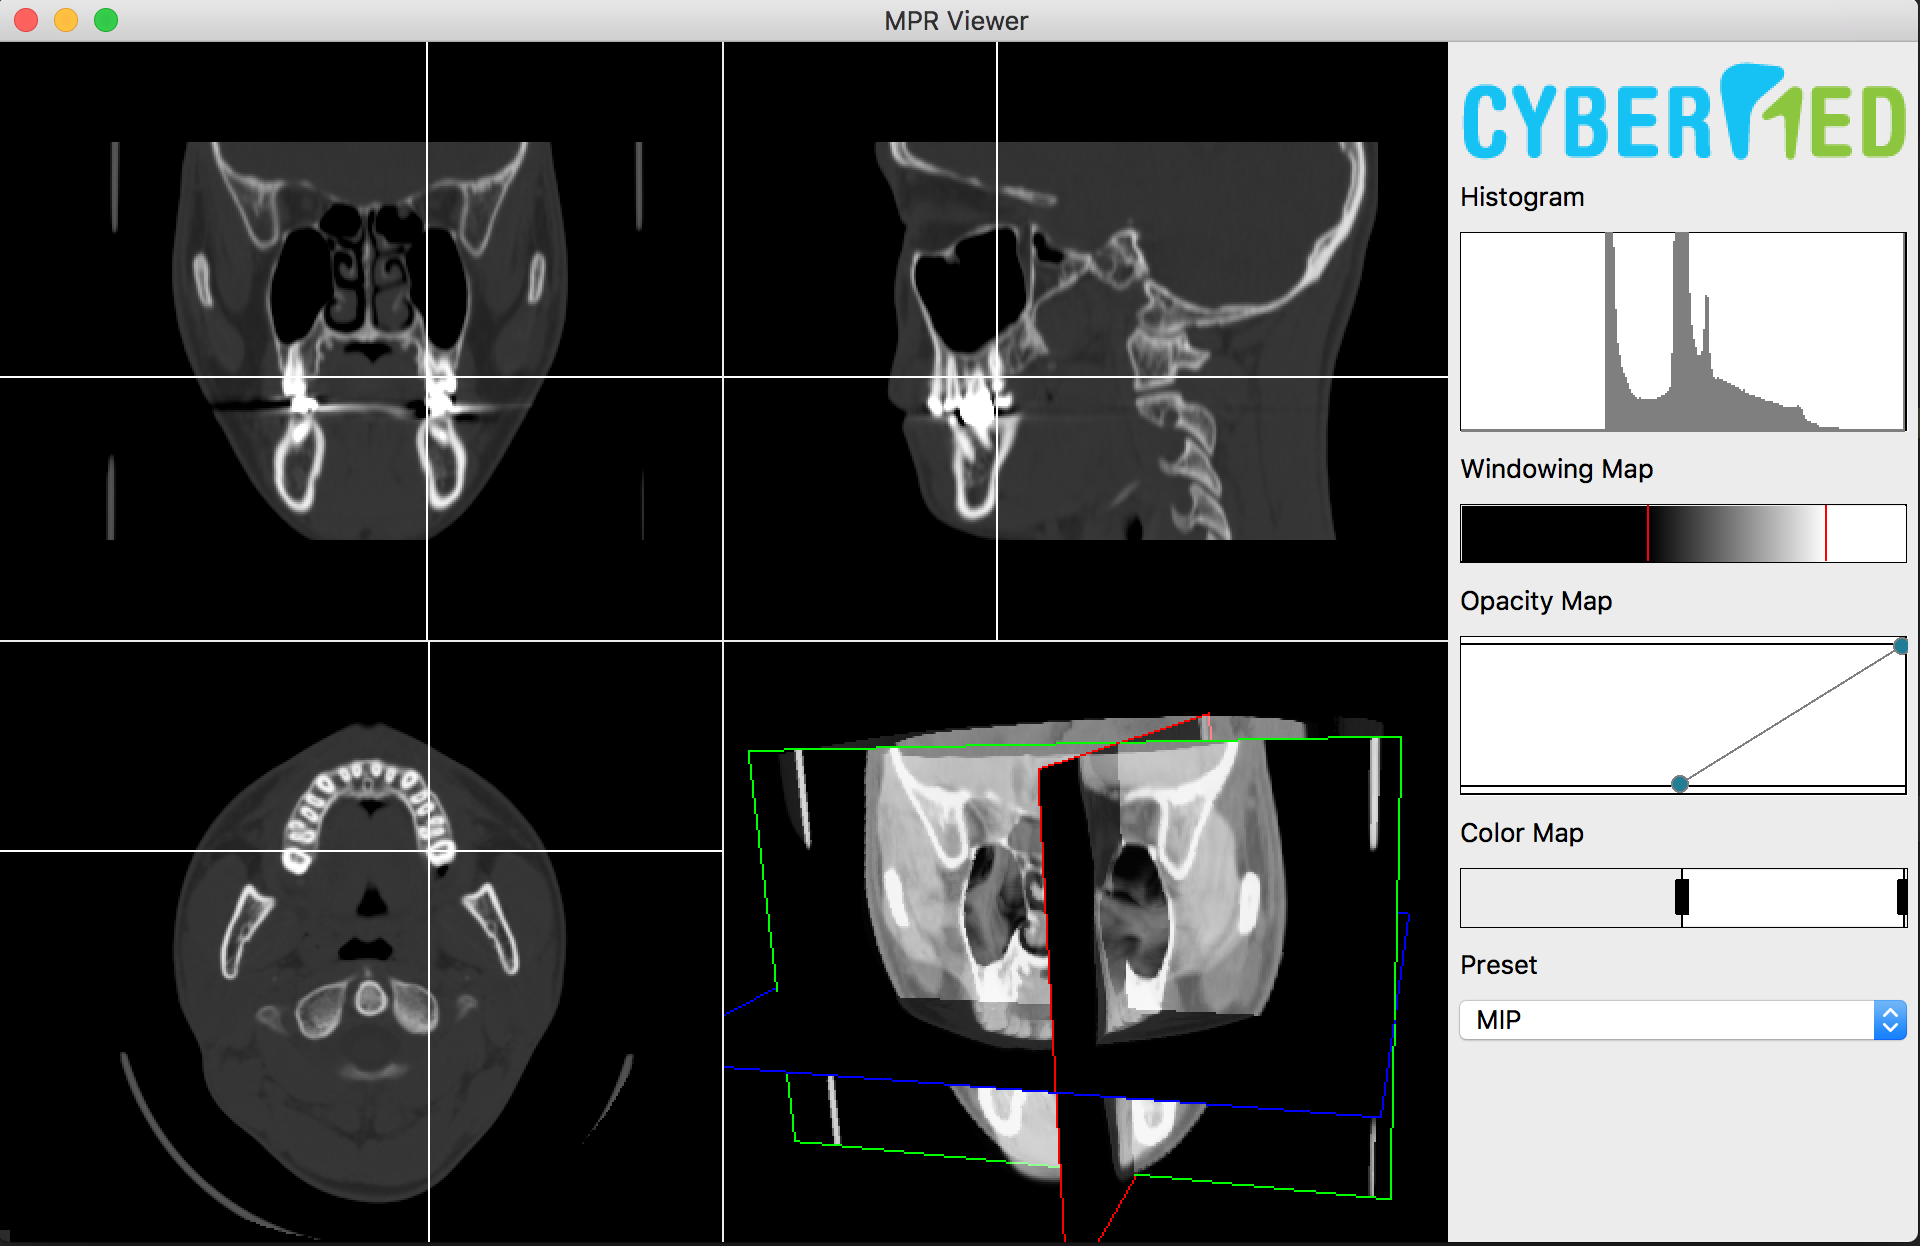 MPR Viewer
CYBERMED
Histogram
Windowing Map
Opacity Map
Color Map
Preset
MIP